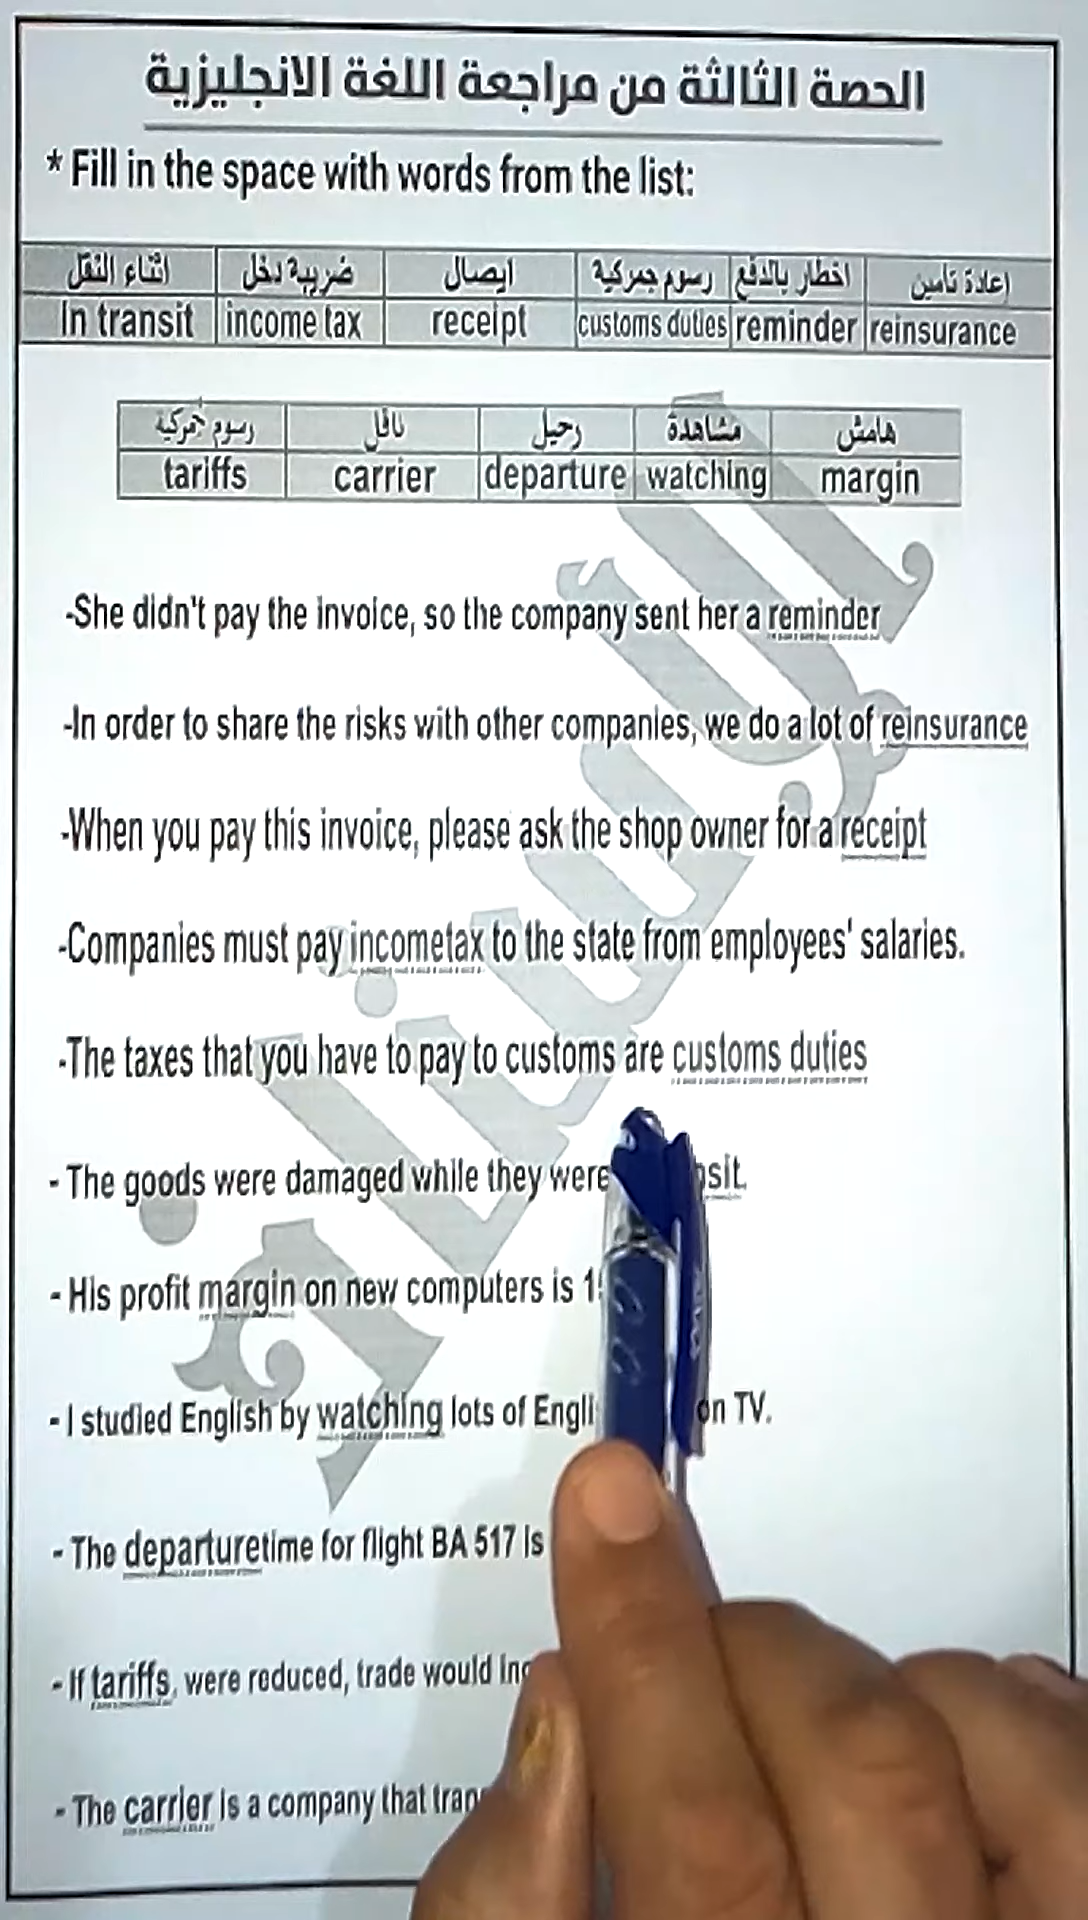 الحصة الثالثة من مراجعة اللغة الانجليزية
* Fill in the space with words from the list:
اثناء النقل ضريبة دخل ايصال رسوم جمركية اخطار بالدفع اعادة تأمين
In transit income tax receipt customs duties reminder reinsurance
رسوم جمركية ناقل رحيل مشاهدة هامش
tariffs carrier departure watching margin
-She didn't pay the invoice, so the company sent her a reminder
-In order to share the risks with other companies, we do a lot of reinsurance
-When you pay this invoice, please ask the shop owner for a receipt
-Companies must pay incometax to the state from employees' salaries.
-The taxes that you have to pay to customs are customs duties
- The goods were damaged while they were
- His profit margin on new computers is
- I studied English by watching lots of on TV.
- The departuretime for flight BA 517 is
- If tariffs, were reduced, trade would
- The carrier is a company that